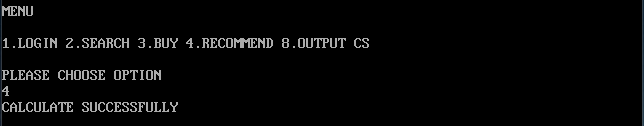 MENU
1.LOGIN 2.SEARCH 3.BUY 4.RECOMMEND 8.OUTPUT CS
PLEASE CHOOSE OPTION
4
CALCULATE SUCCESSFULLY